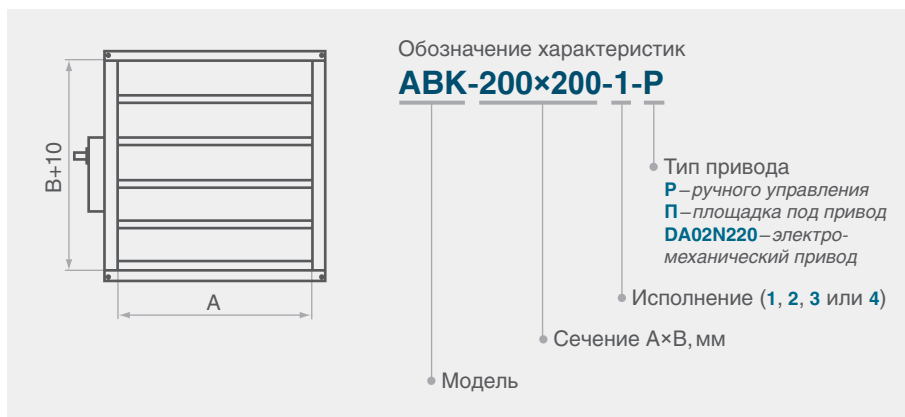 Обозначение характеристик
АВК-200×200-1-Р
B+10
A
Тип привода
Р–ручного управления
П–площадка под привод
DA02N220–электро-
механический привод
Исполнение (1, 2, 3 или 4)
Сечение А×В, мм
Модель